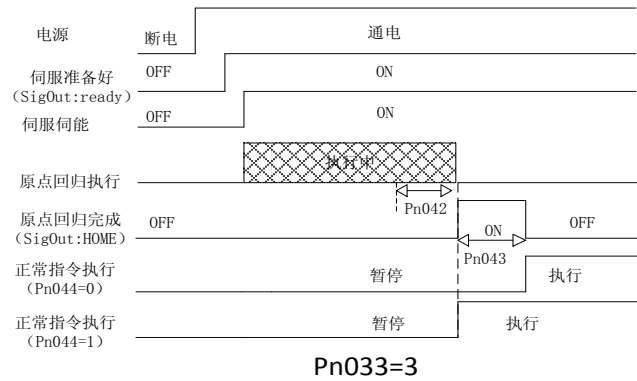 电源 断电 通电
伺服准备好 OFF ON
(SigOut:ready)
伺服伺能 OFF ON
执行中
原点回归执行
Pn042
原点回归完成 OFF ON OFF
(SigOut:HOME)
Pn043
正常指令执行 暂停 执行
(Pn044=0)
正常指令执行 暂停 执行
(Pn044=1)
Pn033=3